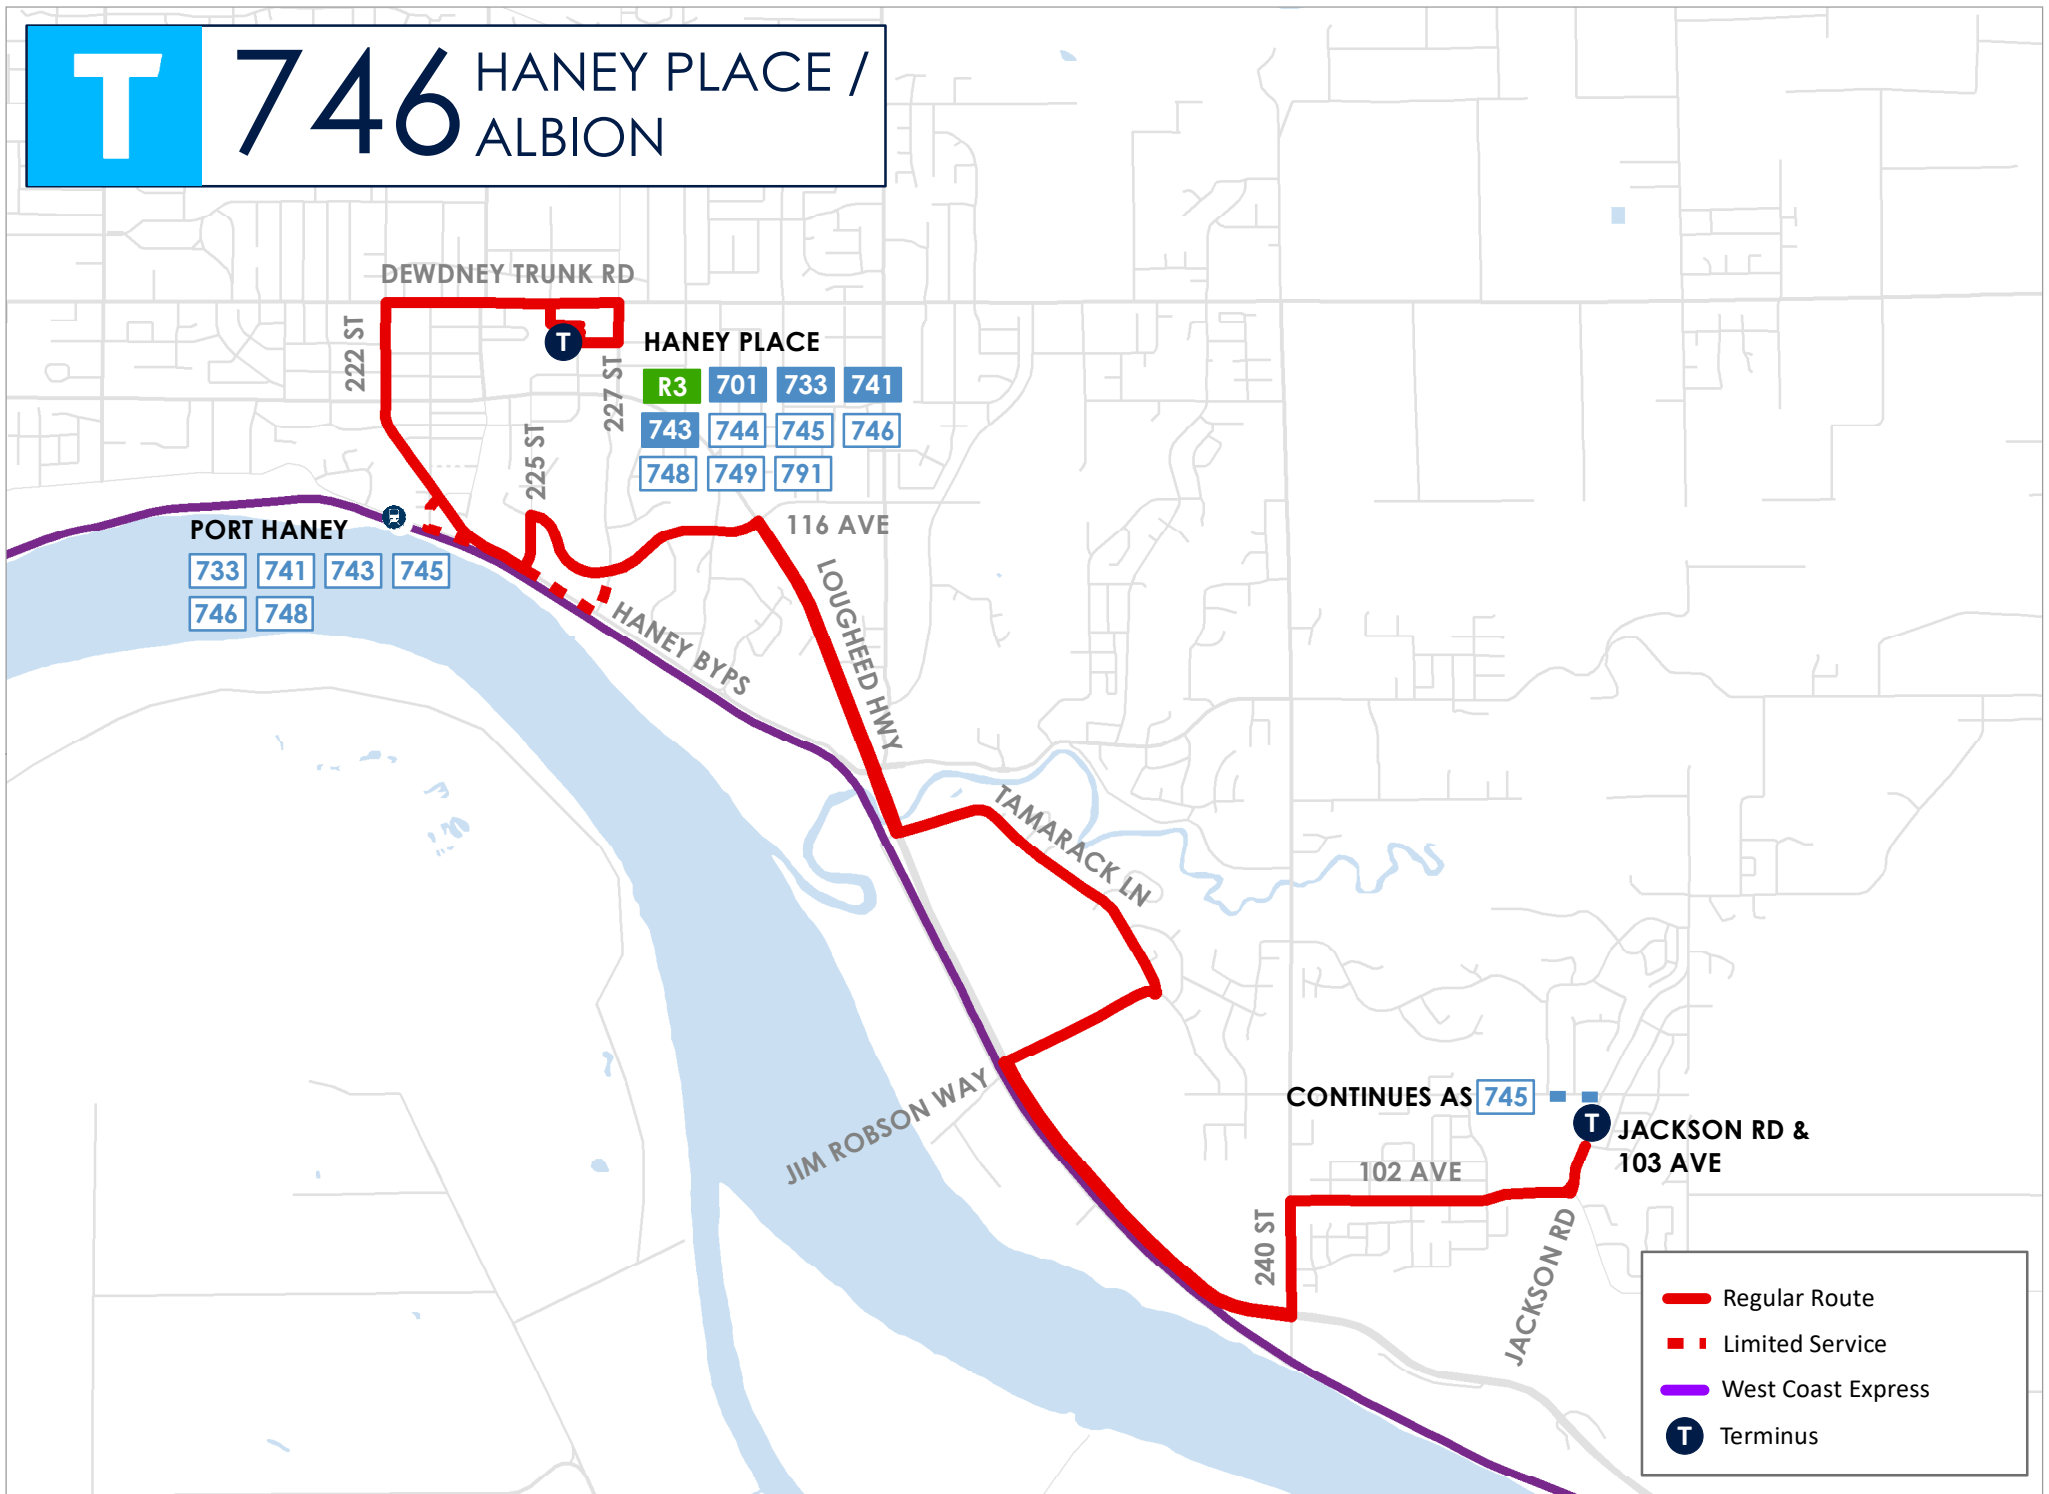 T
746
HANEY PLACE /
ALBION
DEWDNEY TRUNK RD
222 ST
T
HANEY PLACE
227 ST
R3 701 733 741
743 744 745 746
748 749 791
225 ST
116 AVE
PORT HANEY
733 741 743 745
746 748
HANEY BYPS
LOUGHEED HWY
TAMARACK LN
JIM ROBSON WAY
CONTINUES AS 745
T
JACKSON RD &
103 AVE
102 AVE
240 ST
JACKSON RD
Regular Route
Limited Service
West Coast Express
T Terminus